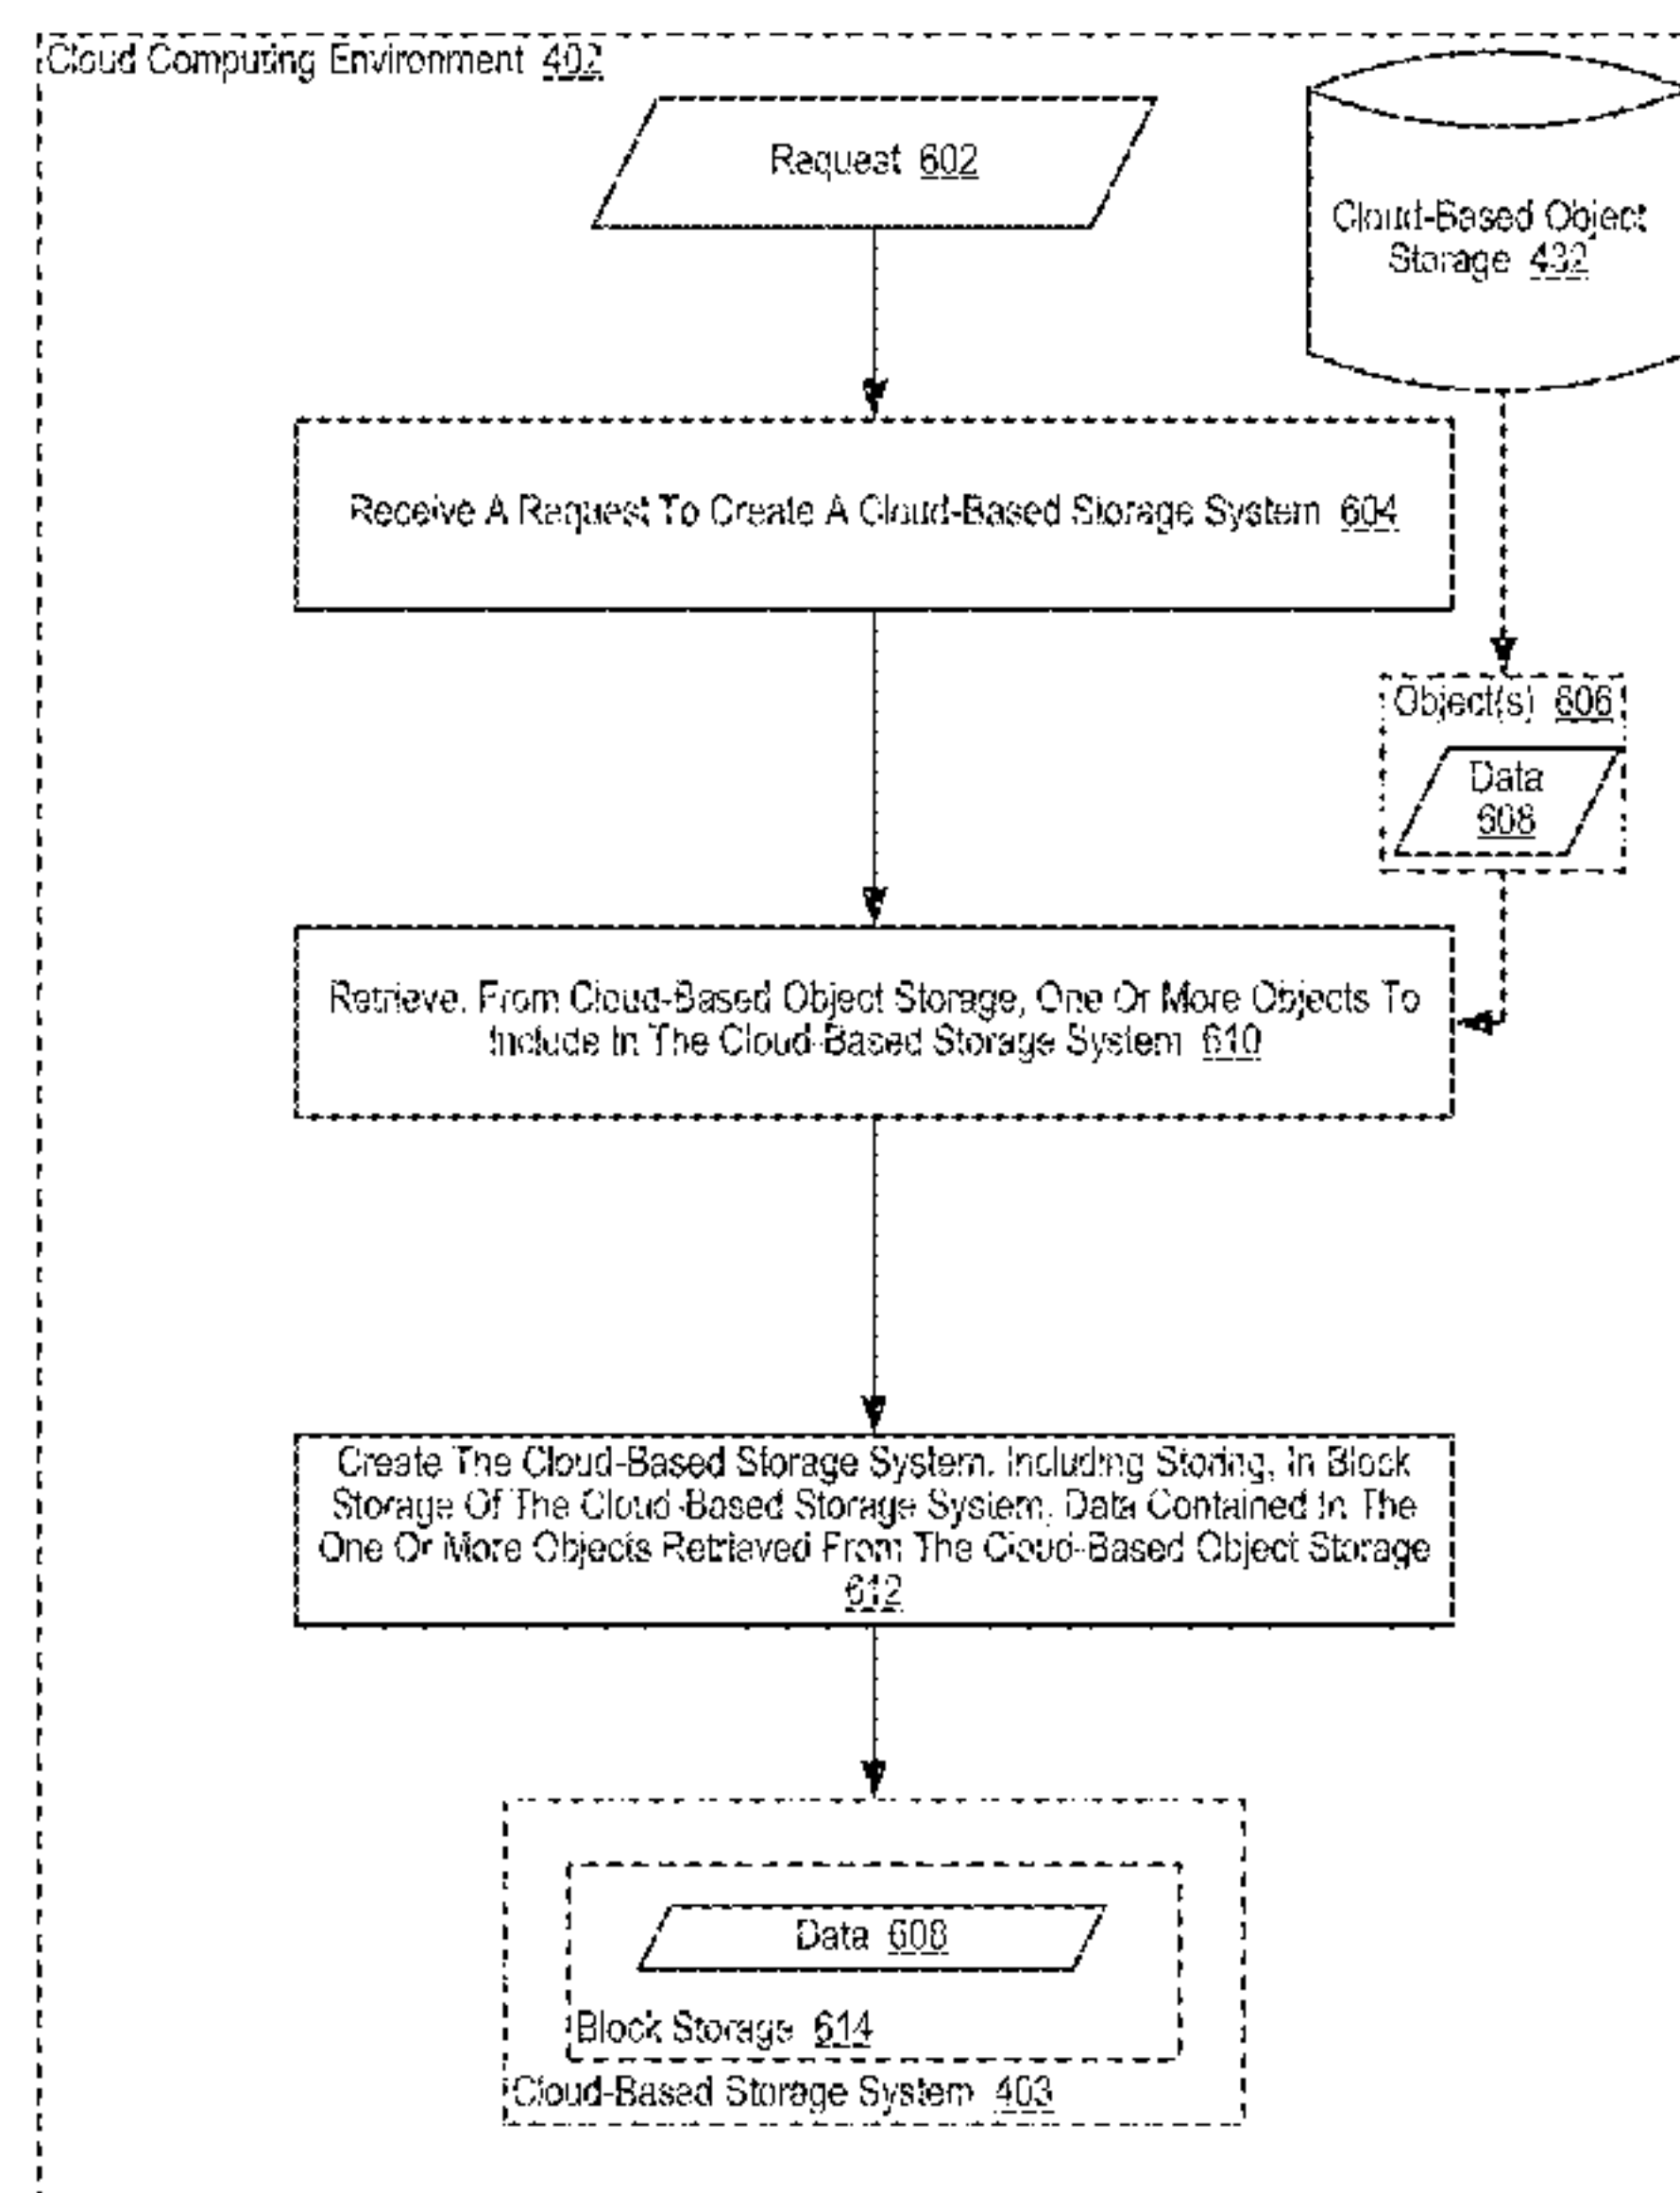 Cloud Computing Environment 402
Request 602
Cloud-Based Object
Storage 432
Receive A Request To Create A Cloud-Based Storage System 604
Object(s) 606
Data
608
Retrieve, From Cloud-Based Object Storage, One Or More Objects To
Include In The Cloud-Based Storage System 610
Create The Cloud-Based Storage System, Including Storing, In Block
Storage Of The Cloud-Based Storage System, Data Contained In The
One Or More Objects Retrieved From The Cloud-Based Object Storage
612
Data 608
Block Storage 614
Cloud-Based Storage System 403